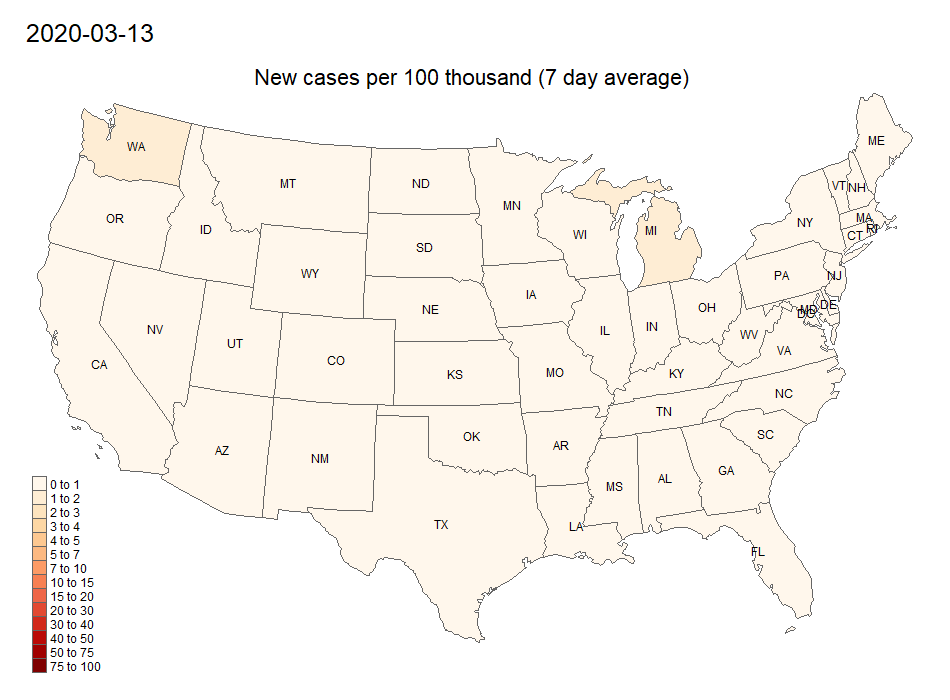 2020-03-13
New cases per 100 thousand (7 day average)
WA
MT
ND
MN
ME
OR
ID
SD
WI
MI
NY
VT
NH
MA
CT
RI
WY
NE
IA
IL
IN
OH
PA
NJ
NV
UT
CO
KS
MO
KY
WV
VA
MD
DE
DC
CA
AZ
NM
OK
AR
TN
NC
SC
TX
LA
MS
AL
GA
FL
0 to 1
1 to 2
2 to 3
3 to 4
4 to 5
5 to 7
7 to 10
10 to 15
15 to 20
20 to 30
30 to 40
40 to 50
50 to 75
75 to 100